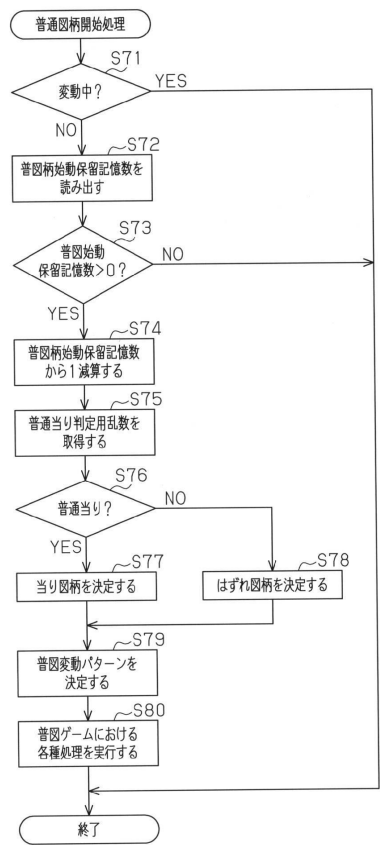 普通図柄開始処理
S71
変動中?
YES
NO
S72
普図柄始動保留記憶数を
読み出す
S73
普図始動
保留記憶数>0?
NO
YES
S74
普図柄始動保留記憶数
から1減算する
S75
普通当り判定用乱数を
取得する
S76
普通当り?
NO
YES
S77
当り図柄を決定する
S78
はずれ図柄を決定する
S79
普図変動パターンを
決定する
S80
普図ゲームにおける
各種処理を実行する
終了